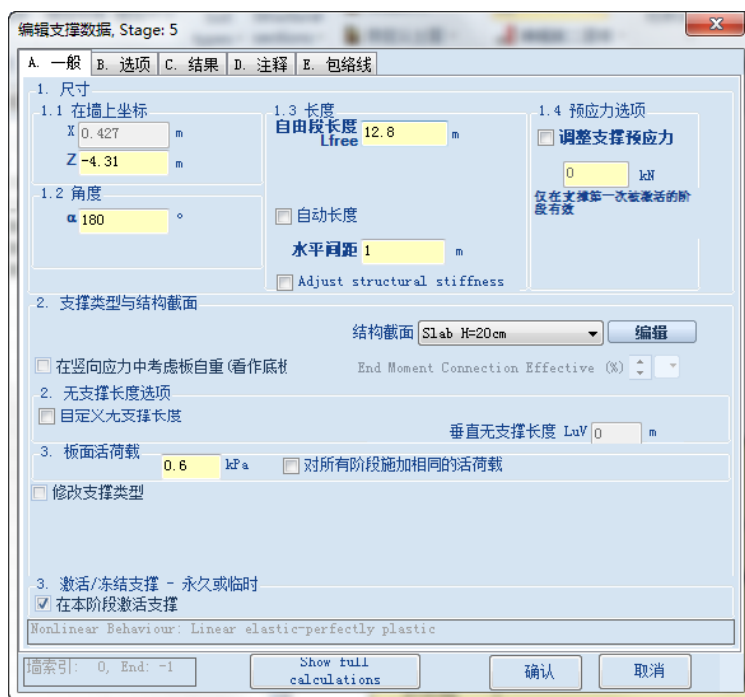 编辑支撑数据, Stage: 5
A. 一般 B. 选项 C. 结果 D. 注释 E. 包络线
1. 尺寸
1.1 在墙上坐标
X 0.427 m
Z -4.31 m
1.2 角度
α 180 °
1.3 长度
自由段长度 Lfree 12.8 m
自动长度
水平间距 1 m
Adjust structural stiffness
1.4 预应力选项
调整支撑预应力
0 kN
仅在支撑第一次被激活的阶
段有效
2. 支撑类型与结构截面
结构截面 Slab H=20cm 编辑
在竖向应力中考虑板自重(看作底板 End Moment Connection Effective (%)
2. 无支撑长度选项
自定义无支撑长度
垂直无支撑长度 LuV 0 m
3. 板面活荷载
0.6 kPa 对所有阶段施加相同的活荷载
修改支撑类型
3. 激活/冻结支撑 - 永久或临时
在本阶段激活支撑
Nonlinear Behaviour: Linear elastic-perfectly plastic
墙索引: 0, End: -1
Show full
calculations
确认 取消